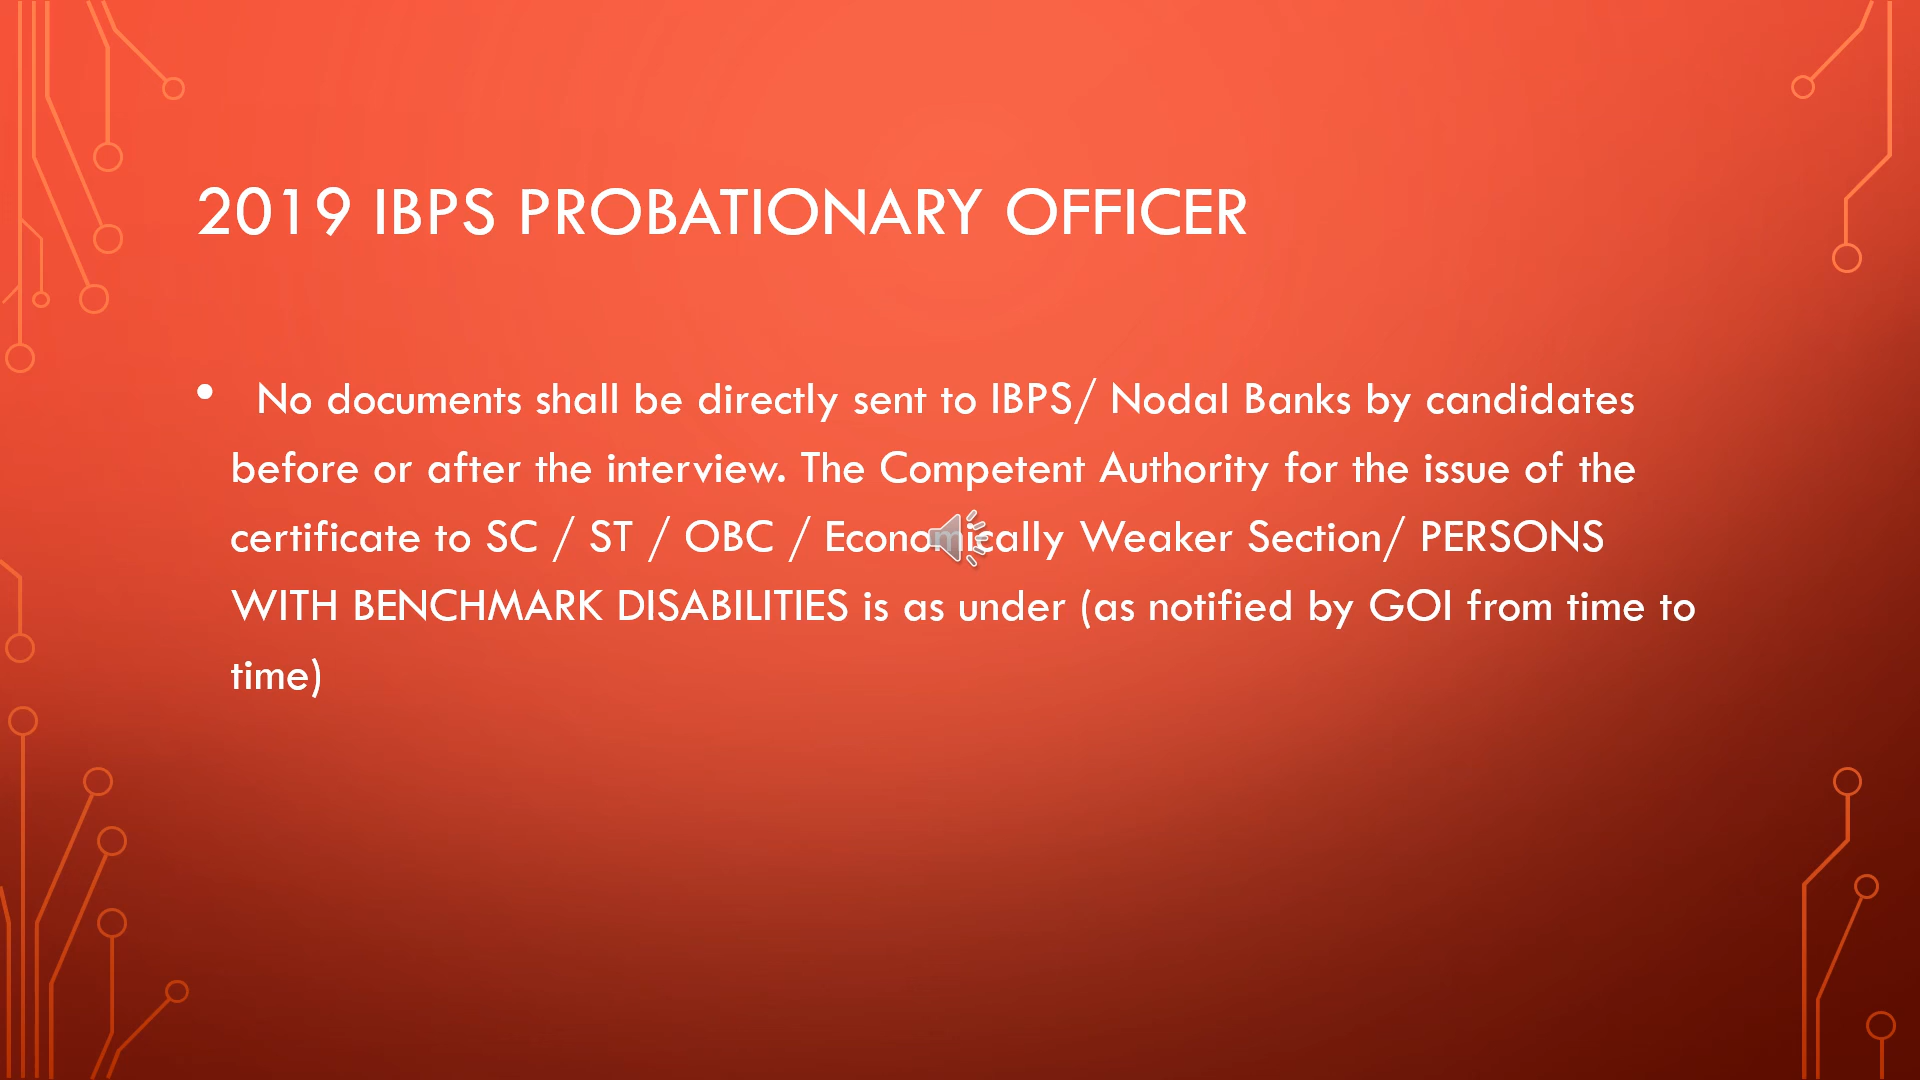 2019 IBPS PROBATIONARY OFFICER
• No documents shall be directly sent to IBPS/ Nodal Banks by candidates
before or after the interview. The Competent Authority for the issue of the
certificate to SC / ST / OBC / Economically Weaker Section/ PERSONS
WITH BENCHMARK DISABILITIES is as under (as notified by GOI from time to
time)